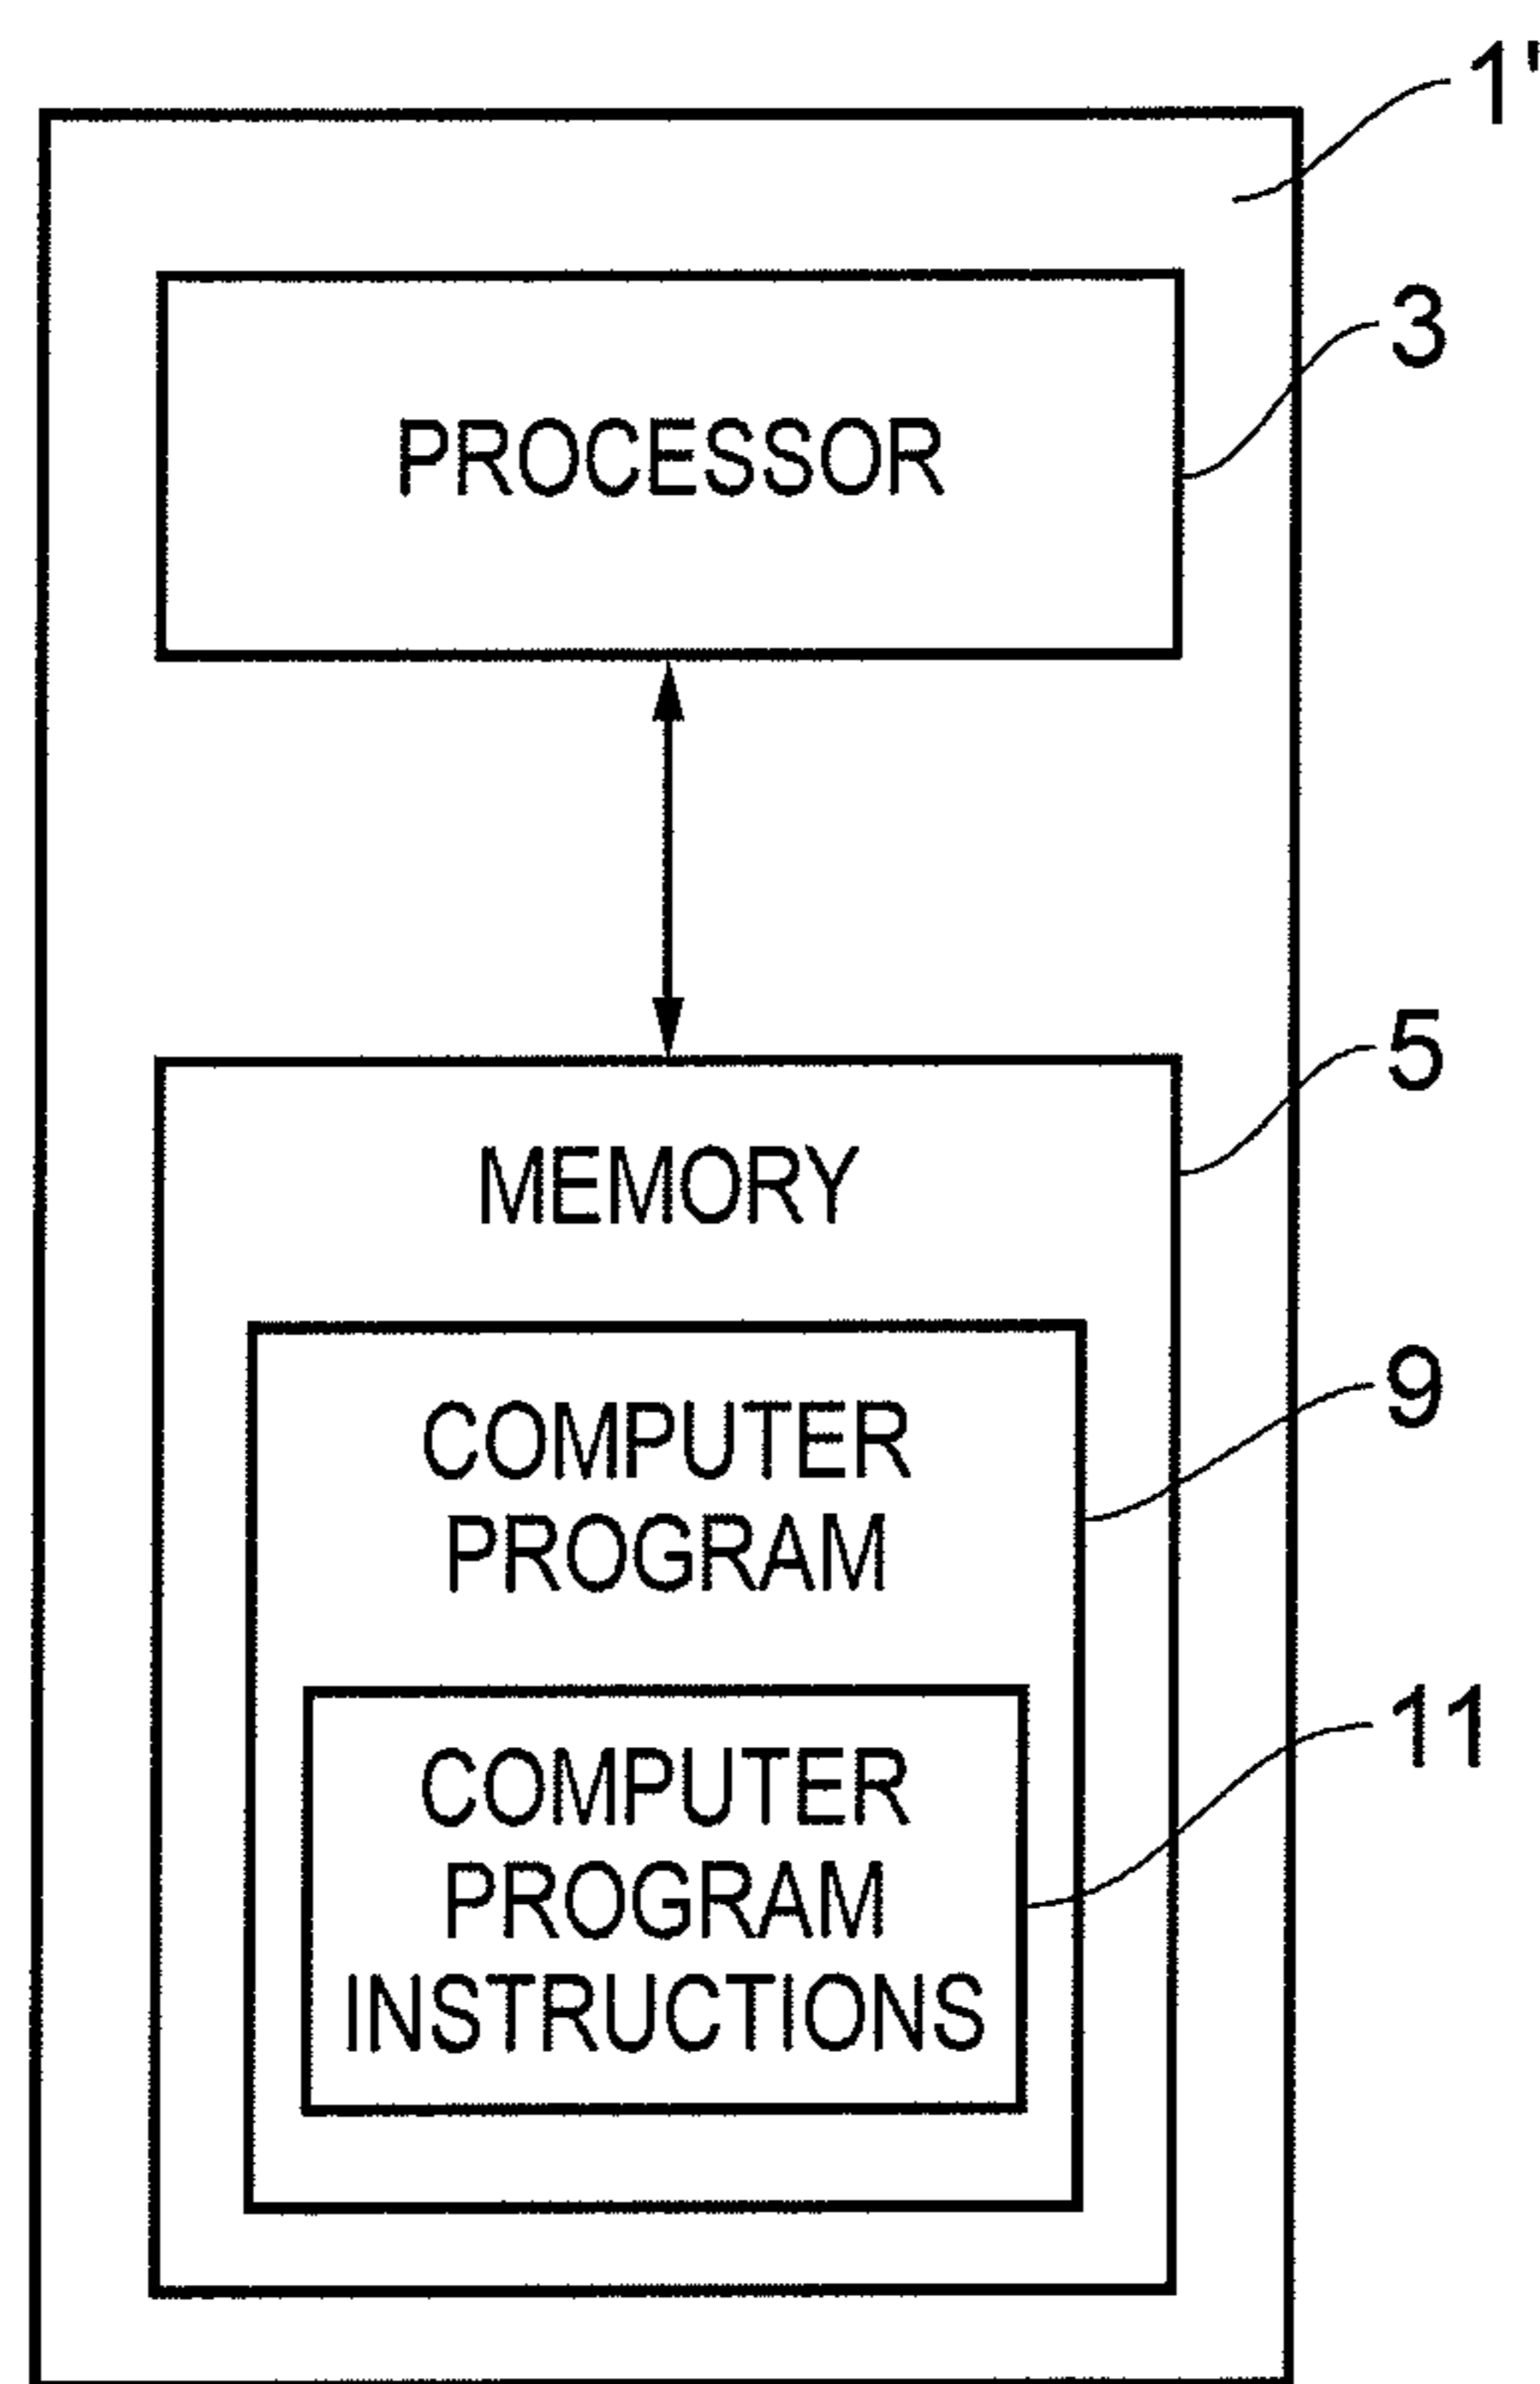 1'
3
PROCESSOR
5
MEMORY
9
COMPUTER
PROGRAM
11
COMPUTER
PROGRAM
INSTRUCTIONS